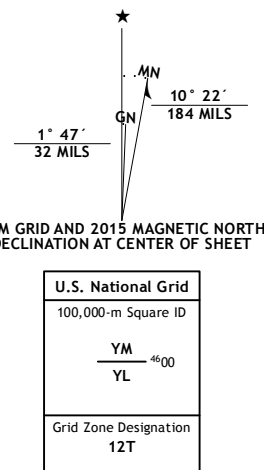 MN
GN
10° 22´
184 MILS
1° 47´
32 MILS
M GRID AND 2015 MAGNETIC NORTH
DECLINATION AT CENTER OF SHEET
U.S. National Grid
100,000-m Square ID
YM
4600
YL
Grid Zone Designation
12T